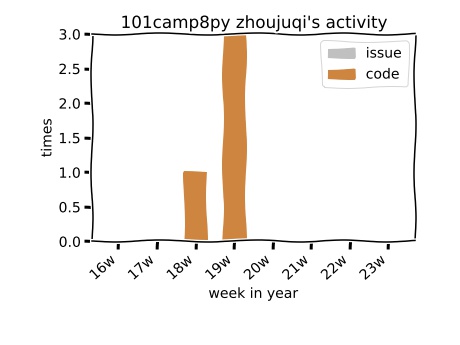 101camp8py zhoujuqi's activity
3.0
2.5
2.0
1.5
1.0
0.5
0.0
times
issue
code
16w
17w
18w
19w
20w
21w
22w
23w
week in year